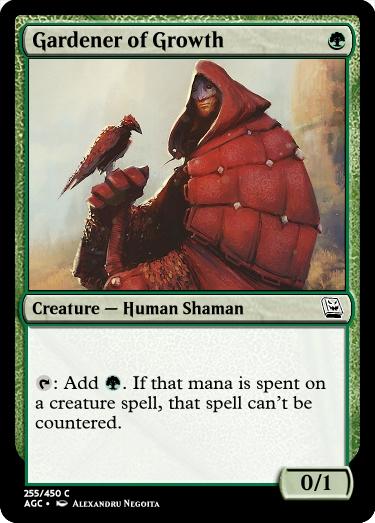 Gardener of Growth
Creature — Human Shaman
: Add . If that mana is spent on
a creature spell, that spell can't be
countered.
0/1
255/450 C
AGC • Alexandru Negoita